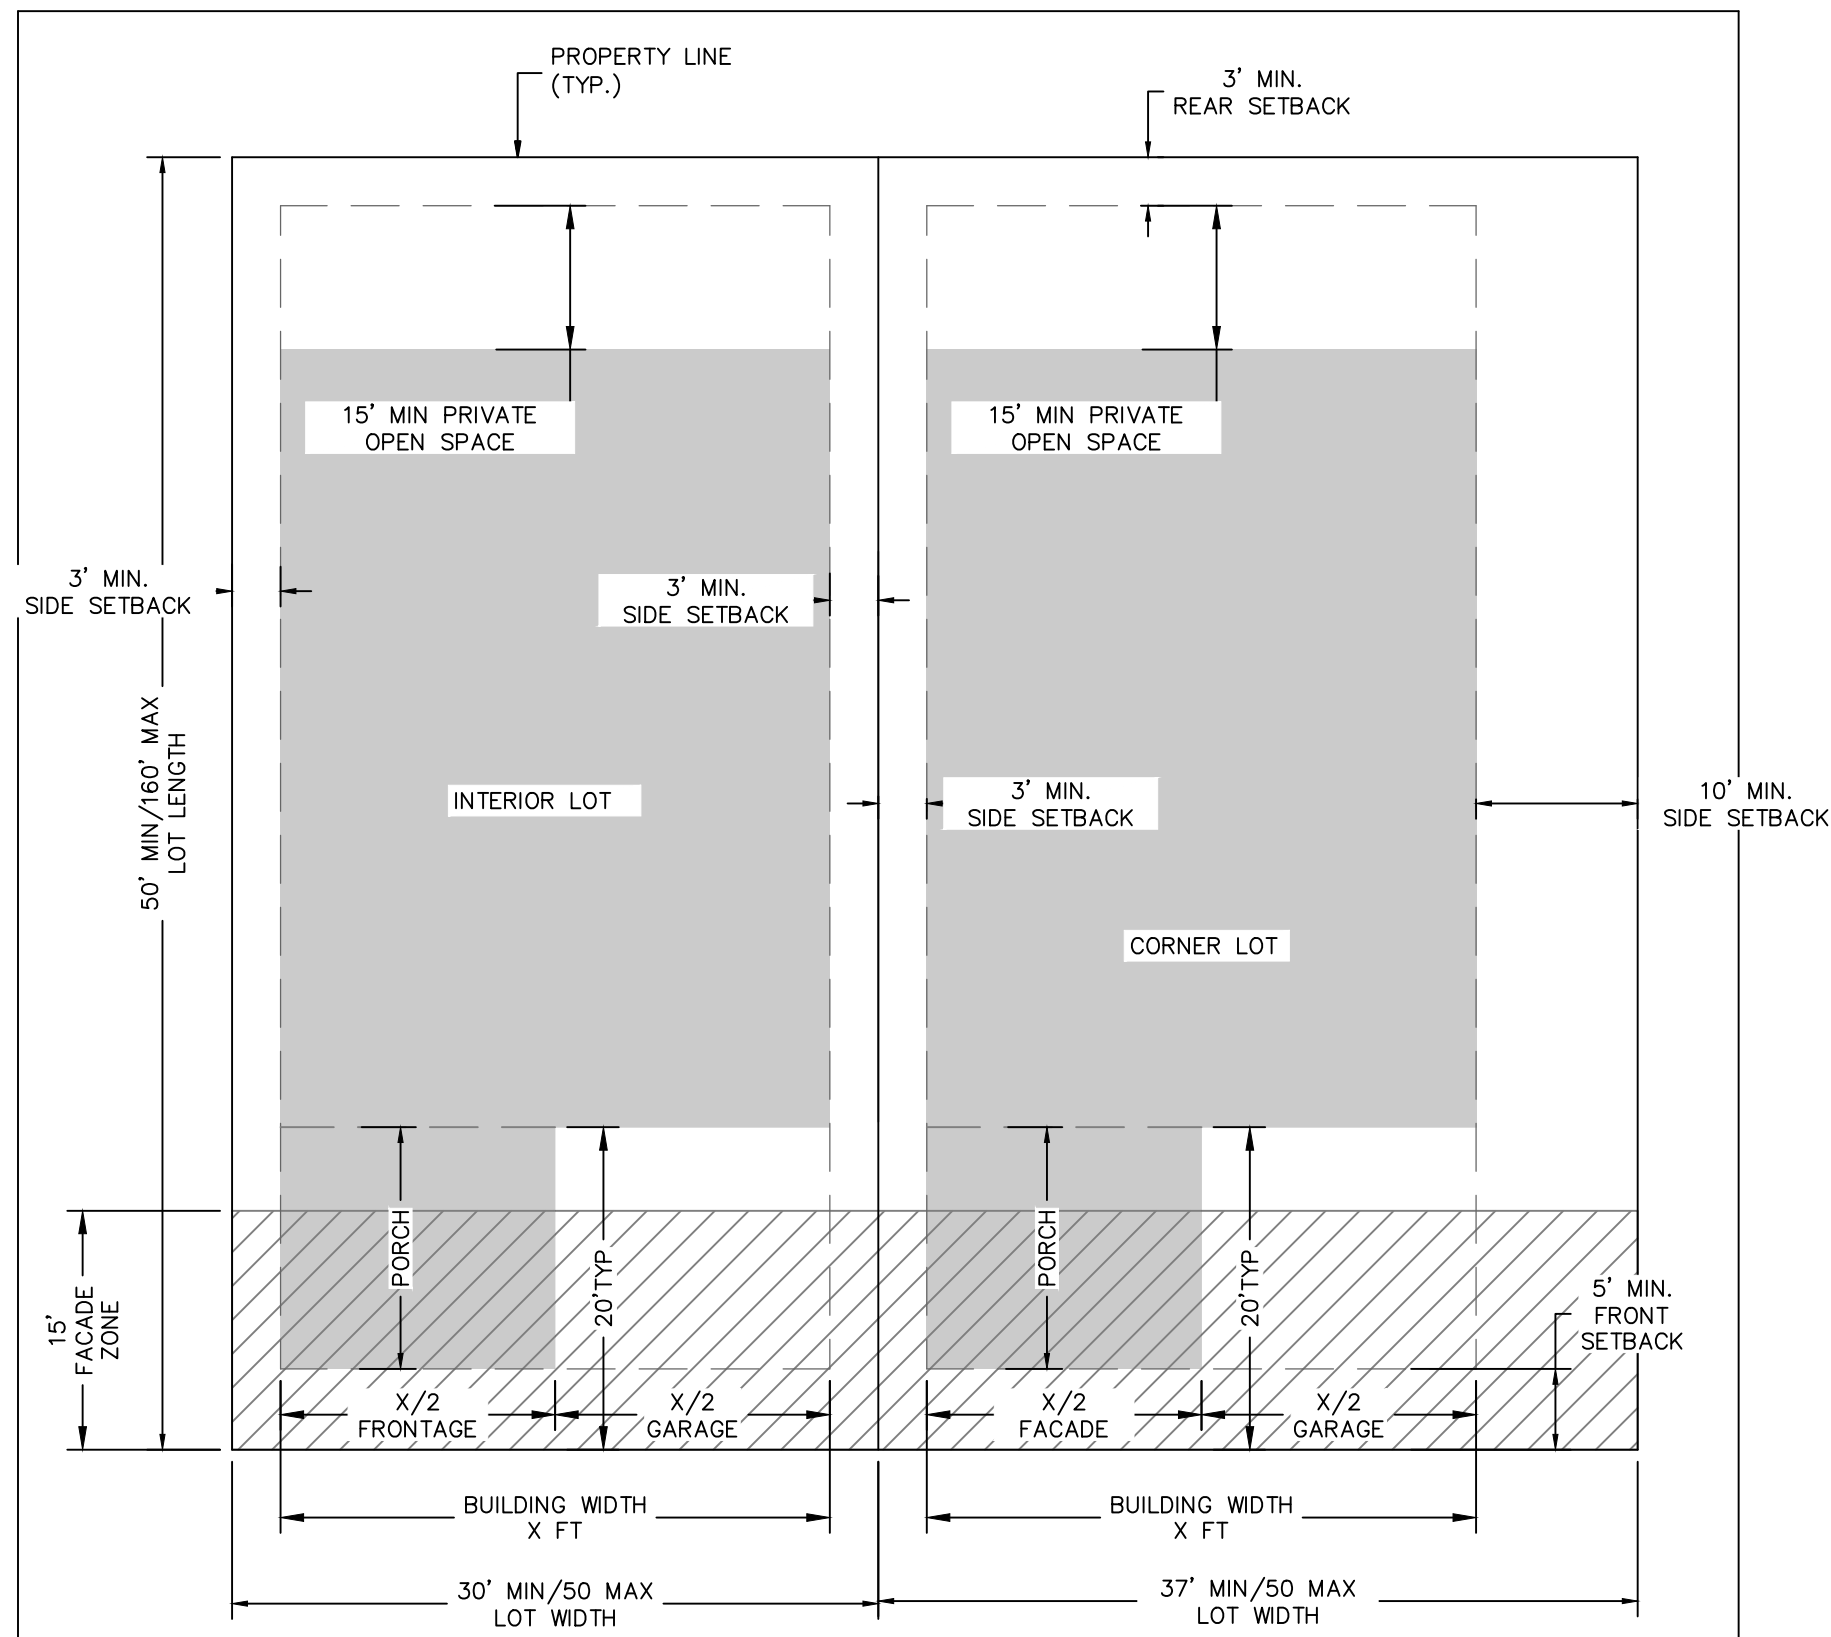 PROPERTY LINE
(TYP.)
3' MIN.
REAR SETBACK
15' MIN PRIVATE
OPEN SPACE
15' MIN PRIVATE
OPEN SPACE
3' MIN.
SIDE SETBACK
3' MIN.
SIDE SETBACK
50' MIN/160' MAX
LOT LENGTH
INTERIOR LOT
3' MIN.
SIDE SETBACK
10' MIN.
SIDE SETBACK
CORNER LOT
15'
FACADE
ZONE
PORCH
20'TYP
PORCH
20'TYP
5' MIN.
FRONT
SETBACK
X/2
FRONTAGE
X/2
GARAGE
X/2
FACADE
X/2
GARAGE
BUILDING WIDTH
X FT
BUILDING WIDTH
X FT
30' MIN/50 MAX
LOT WIDTH
37' MIN/50 MAX
LOT WIDTH